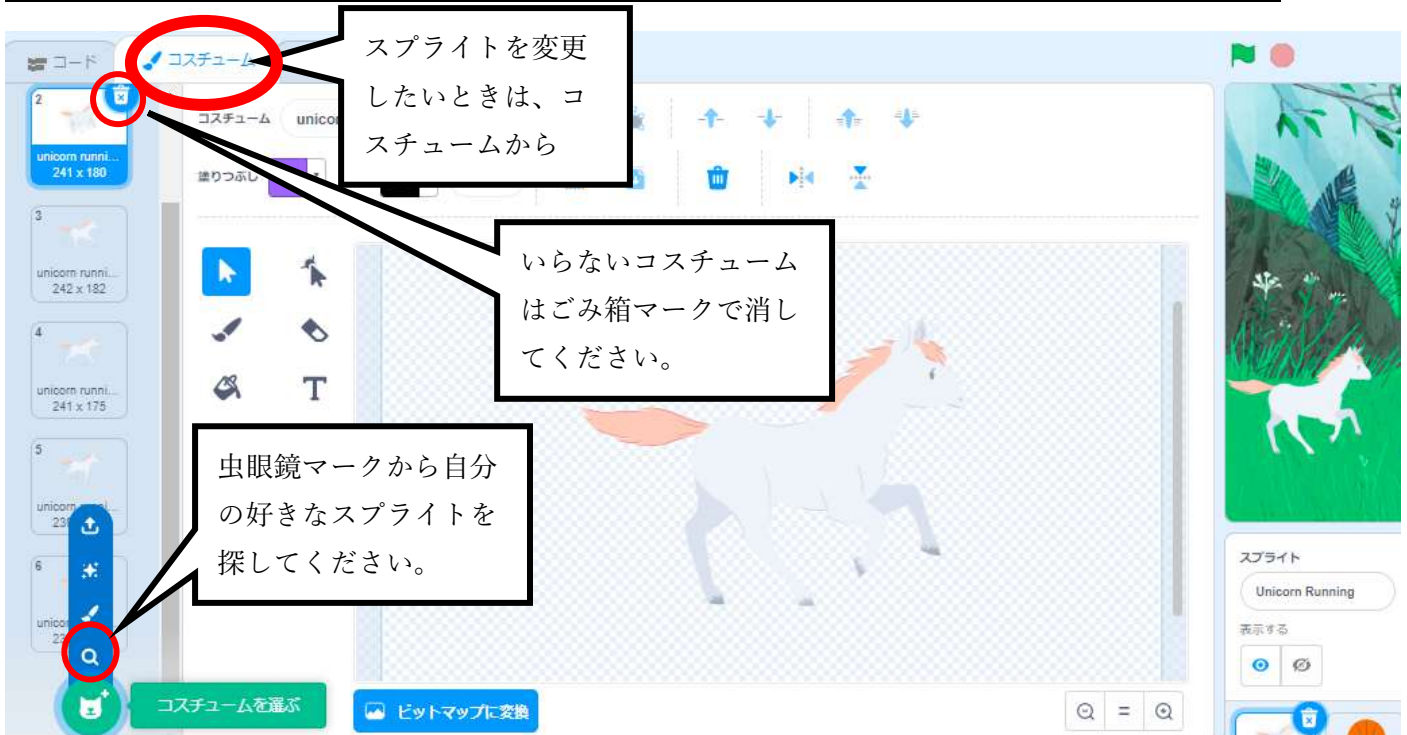 コード
コスチューム
スプライトを変更
したいときは、コ
スチュームから
2
unicorn runni...
241 x 180
コスチューム
塗りつぶし
3
unicorn runni...
242 x 182
いらないコスチューム
はごみ箱マークで消し
てください。
4
unicorn runni...
241 x 175
T
5
虫眼鏡マークから自分
の好きなスプライトを
探してください。
6
コスチュームを選ぶ
ビットマップに変換
=
スプライト
Unicorn Running
表示する